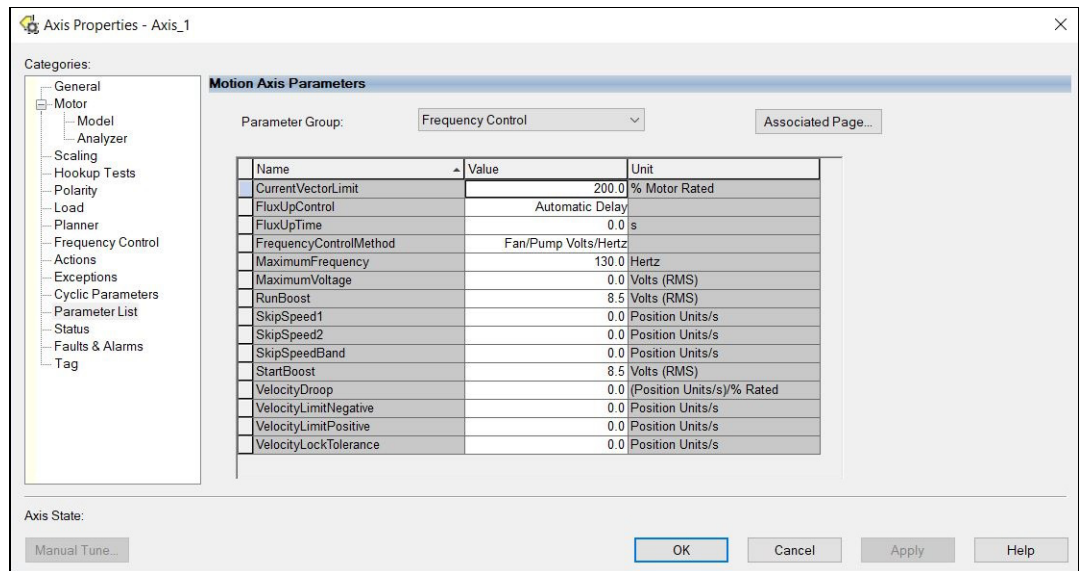 Axis Properties - Axis_1
Categories:
General
Motor
Model
Analyzer
Scaling
Hookup Tests
Polarity
Load
Planner
Frequency Control
Actions
Exceptions
Cyclic Parameters
Parameter List
Status
Faults & Alarms
Tag
Motion Axis Parameters
Parameter Group: Frequency Control Associated Page...
Name Value Unit
CurrentVectorLimit 200.0 % Motor Rated
FluxUpControl Automatic Delay
FluxUpTime 0.0 s
FrequencyControlMethod Fan/Pump Volts/Hertz
MaximumFrequency 130.0 Hertz
MaximumVoltage 0.0 Volts (RMS)
RunBoost 8.5 Volts (RMS)
SkipSpeed1 0.0 Position Units/s
SkipSpeed2 0.0 Position Units/s
SkipSpeedBand 0.0 Position Units/s
StartBoost 8.5 Volts (RMS)
VelocityDroop 0.0 (Position Units/s)/% Rated
VelocityLimitNegative 0.0 Position Units/s
VelocityLimitPositive 0.0 Position Units/s
VelocityLockTolerance 0.0 Position Units/s
Axis State:
Manual Tune... OK Cancel Apply Help